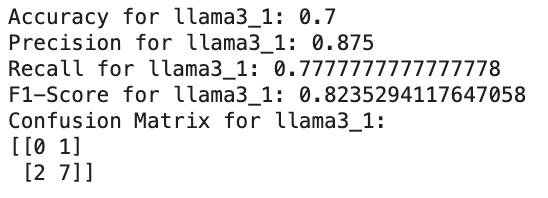 Accuracy for llama3_1: 0.7
Precision for llama3_1: 0.875
Recall for llama3_1: 0.7777777777777778
F1-Score for llama3_1: 0.8235294117647058
Confusion Matrix for llama3_1:
[[0 1]
 [2 7]]